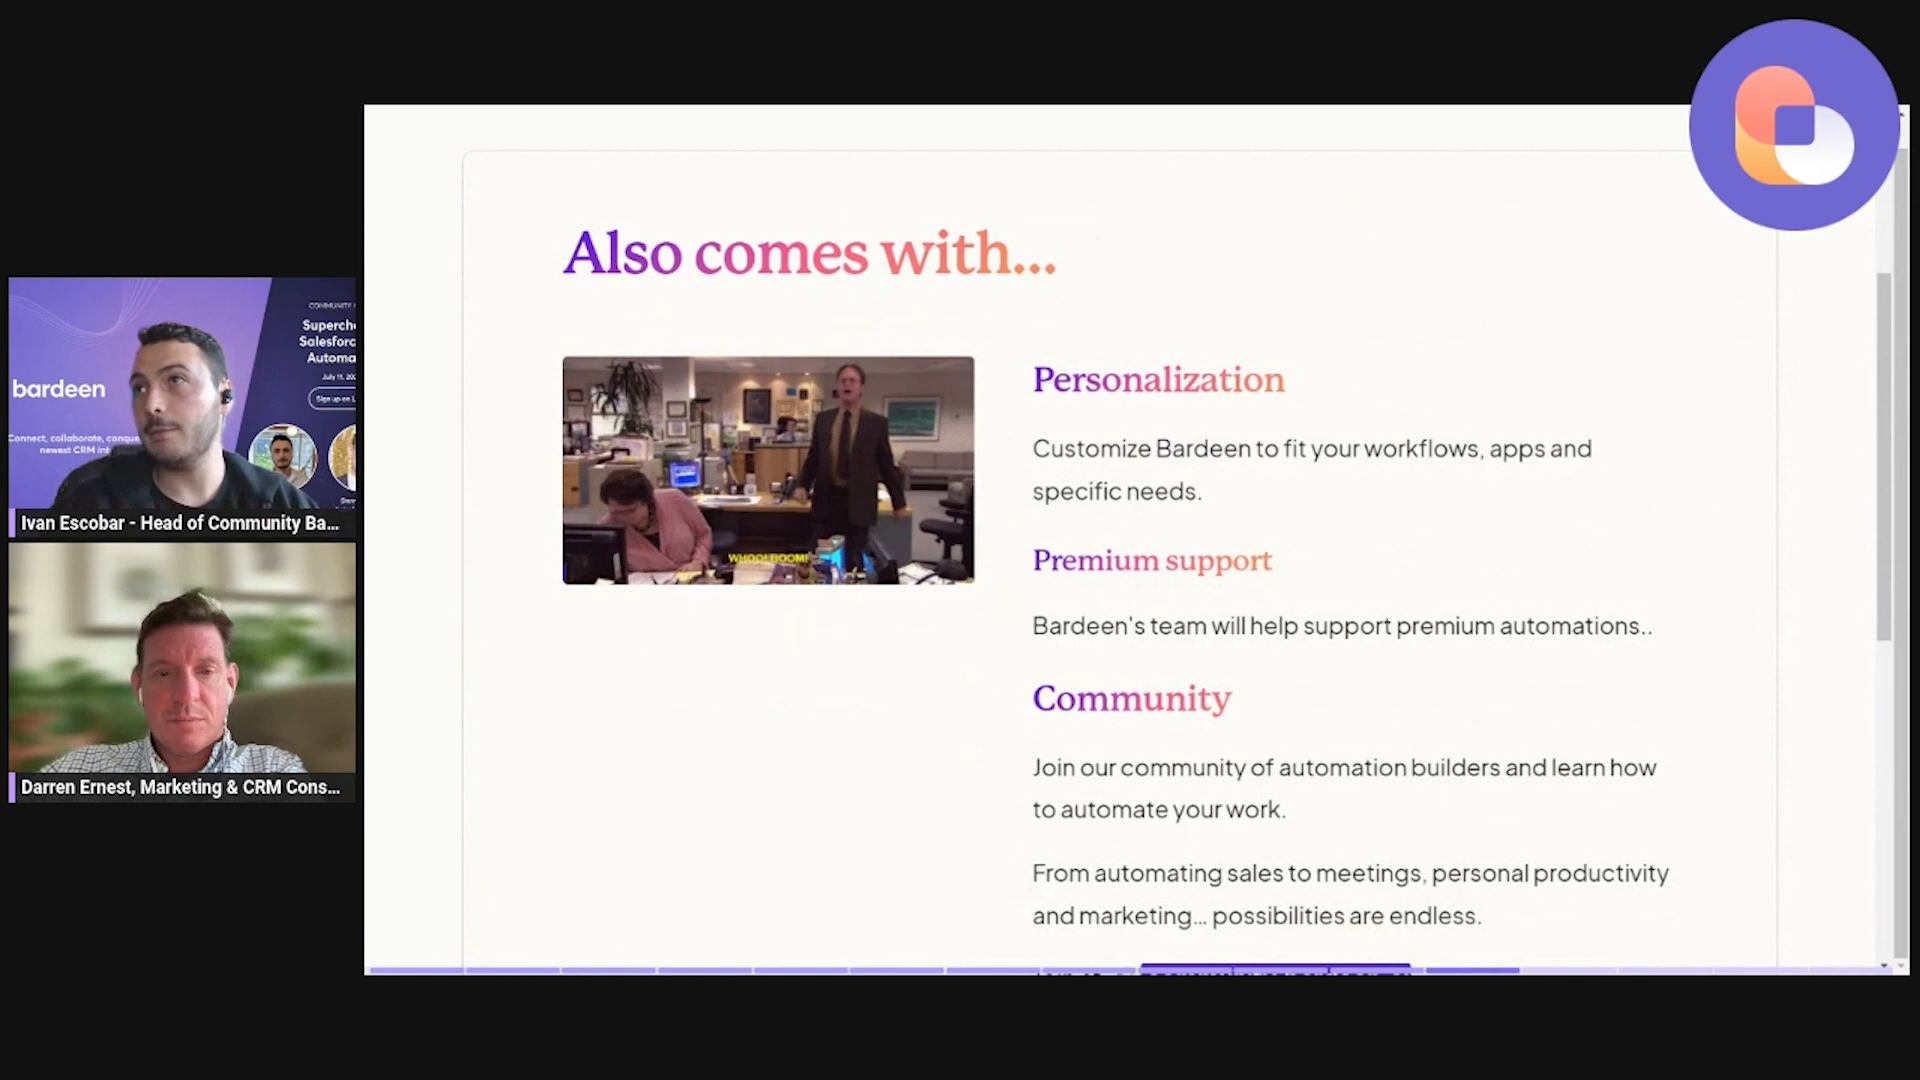 Also comes with...
WHOO! BOOM!
Personalization
Customize Bardeen to fit your workflows, apps and
specific needs.
Premium support
Bardeen's team will help support premium automations..
Community
Join our community of automation builders and learn how
to automate your work.
From automating sales to meetings, personal productivity
and marketing... possibilities are endless.
bardeen
Connect, collaborate, conque
newest CRM int
COMMUNITY
Superch
Salesforc
Automa
July 11, 20
Sign up on L
Ivan Escobar - Head of Community Ba...
Darren Ernest, Marketing & CRM Cons...